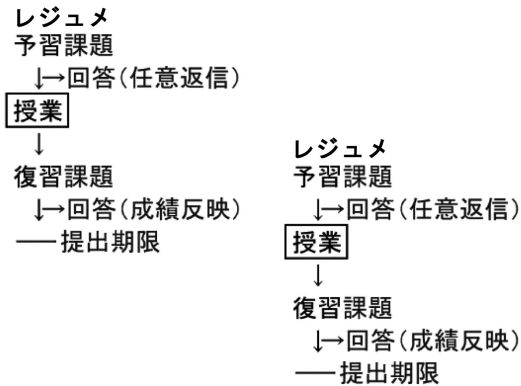 レジュメ
予習課題
↓→回答（任意返信）
授業
↓
復習課題
↓→回答（成績反映）
──提出期限
レジュメ
予習課題
↓→回答（任意返信）
授業
↓
復習課題
↓→回答（成績反映）
──提出期限